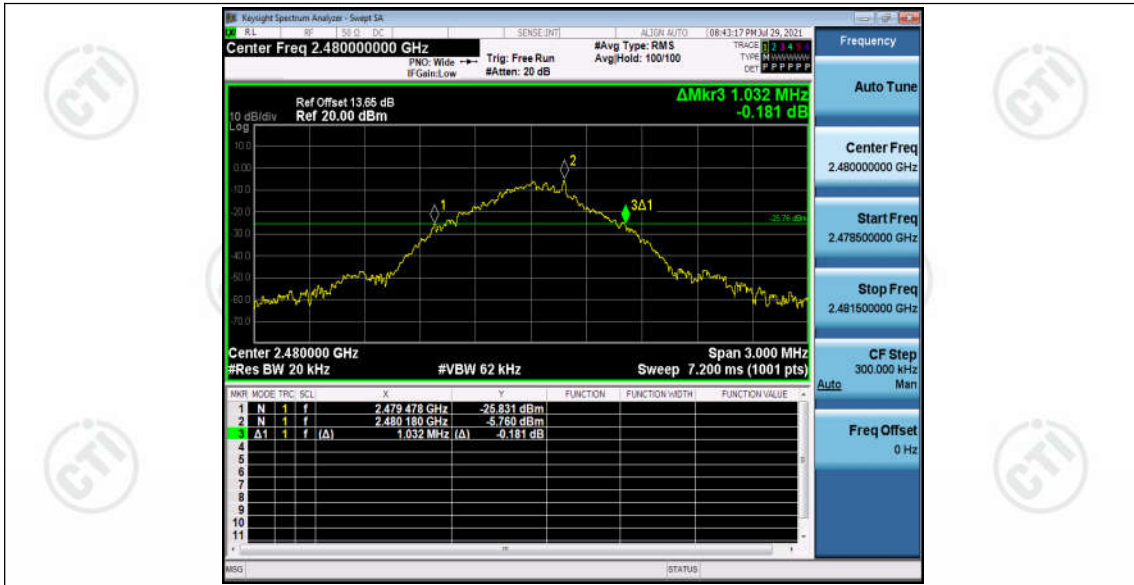 Keysight Spectrum Analyzer - Swept SA
RL RF 50 Ω DC SENSE:INT ALIGN AUTO 08:43:17 PM Jul 29, 2021
Center Freq 2.480000000 GHz #Avg Type: RMS TRACE 1 2 3 4 5 6
PNO: Wide Trig: Free Run Avg|Hold: 100/100 TYPE M WWWWW
IFGain:Low #Atten: 20 dB DET P P P P P P
Frequency
Auto Tune
Center Freq
2.480000000 GHz
Start Freq
2.478500000 GHz
Stop Freq
2.481500000 GHz
CF Step
300.000 kHz
Auto Man
Freq Offset
0 Hz
ΔMkr3 1.032 MHz
-0.181 dB
Ref Offset 13.65 dB
10 dB/div Ref 20.00 dBm
Log
10.0
0.00
-10.0
-20.0
-30.0
-40.0
-50.0
-60.0
-70.0
1
2
3Δ1
-25.76 dBm
Center 2.480000 GHz Span 3.000 MHz
#Res BW 20 kHz #VBW 62 kHz Sweep 7.200 ms (1001 pts)
MKR MODE TRC SCL X Y FUNCTION FUNCTION WIDTH FUNCTION VALUE
1 N 1 f 2.479 478 GHz -25.831 dBm
2 N 1 f 2.480 180 GHz -5.760 dBm
3 Δ1 1 f (Δ) 1.032 MHz (Δ) -0.181 dB
4
5
6
7
8
9
10
11
MSG STATUS
CTI
CTI
CTI
CTI